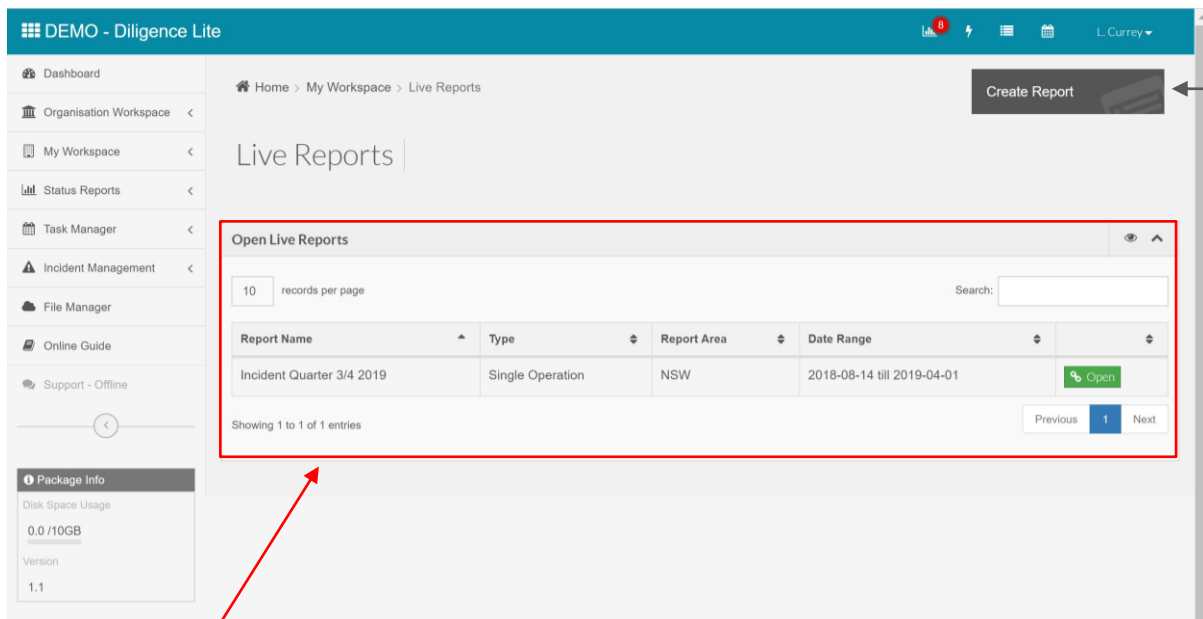 DEMO - Diligence Lite
8
L. Currey
Dashboard
Organisation Workspace
My Workspace
Status Reports
Task Manager
Incident Management
File Manager
Online Guide
Support - Offline
Package Info
Disk Space Usage
0.0 /10GB
Version
1.1
Home > My Workspace > Live Reports
Create Report
Live Reports
Open Live Reports
10 records per page Search:
Report Name Type Report Area Date Range
Incident Quarter 3/4 2019 Single Operation NSW 2018-08-14 till 2019-04-01 Open
Showing 1 to 1 of 1 entries Previous 1 Next